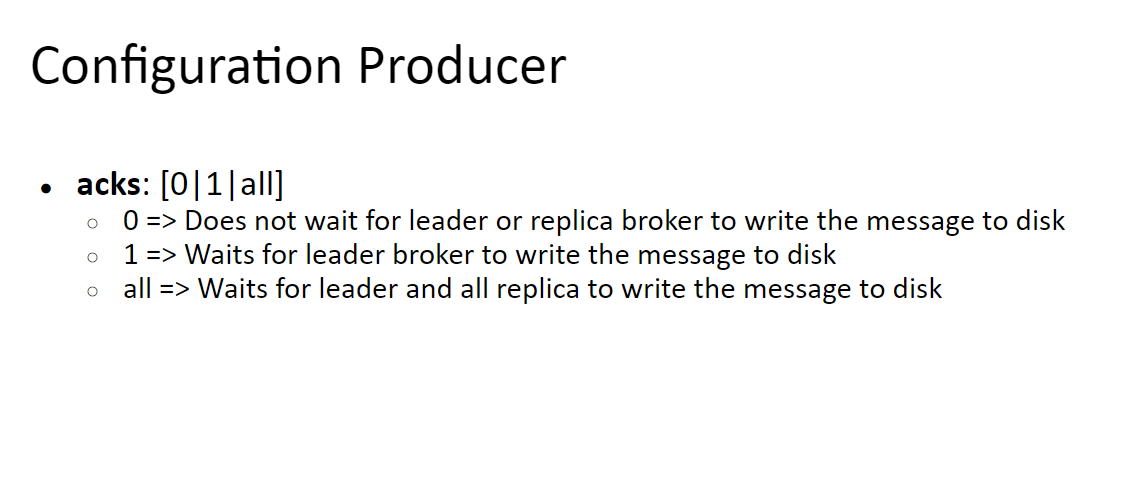 Configuration Producer
● acks: [0|1|all]
○ 0 => Does not wait for leader or replica broker to write the message to disk
○ 1 => Waits for leader broker to write the message to disk
○ all => Waits for leader and all replica to write the message to disk